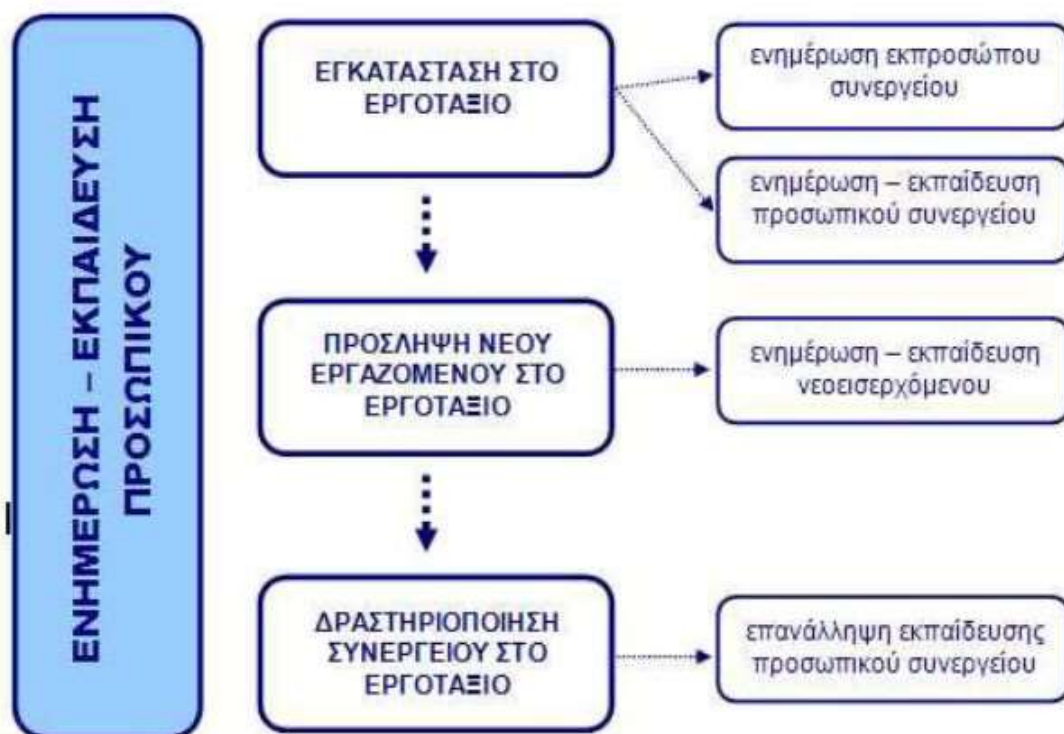 ΕΝΗΜΕΡΩΣΗ – ΕΚΠΑΙΔΕΥΣΗ
ΠΡΟΣΩΠΙΚΟΥ
ΕΓΚΑΤΑΣΤΑΣΗ ΣΤΟ
ΕΡΓΟΤΑΞΙΟ
ενημέρωση εκπροσώπου
συνεργείου
ενημέρωση – εκπαίδευση
προσωπικού συνεργείου
ΠΡΟΣΛΗΨΗ ΝΕΟΥ
ΕΡΓΑΖΟΜΕΝΟΥ ΣΤΟ
ΕΡΓΟΤΑΞΙΟ
ενημέρωση – εκπαίδευση
νεοεισερχόμενου
ΔΡΑΣΤΗΡΙΟΠΟΙΗΣΗ
ΣΥΝΕΡΓΕΙΟΥ ΣΤΟ
ΕΡΓΟΤΑΞΙΟ
επανάλληψη εκπαίδευσης
προσωπικού συνεργείου